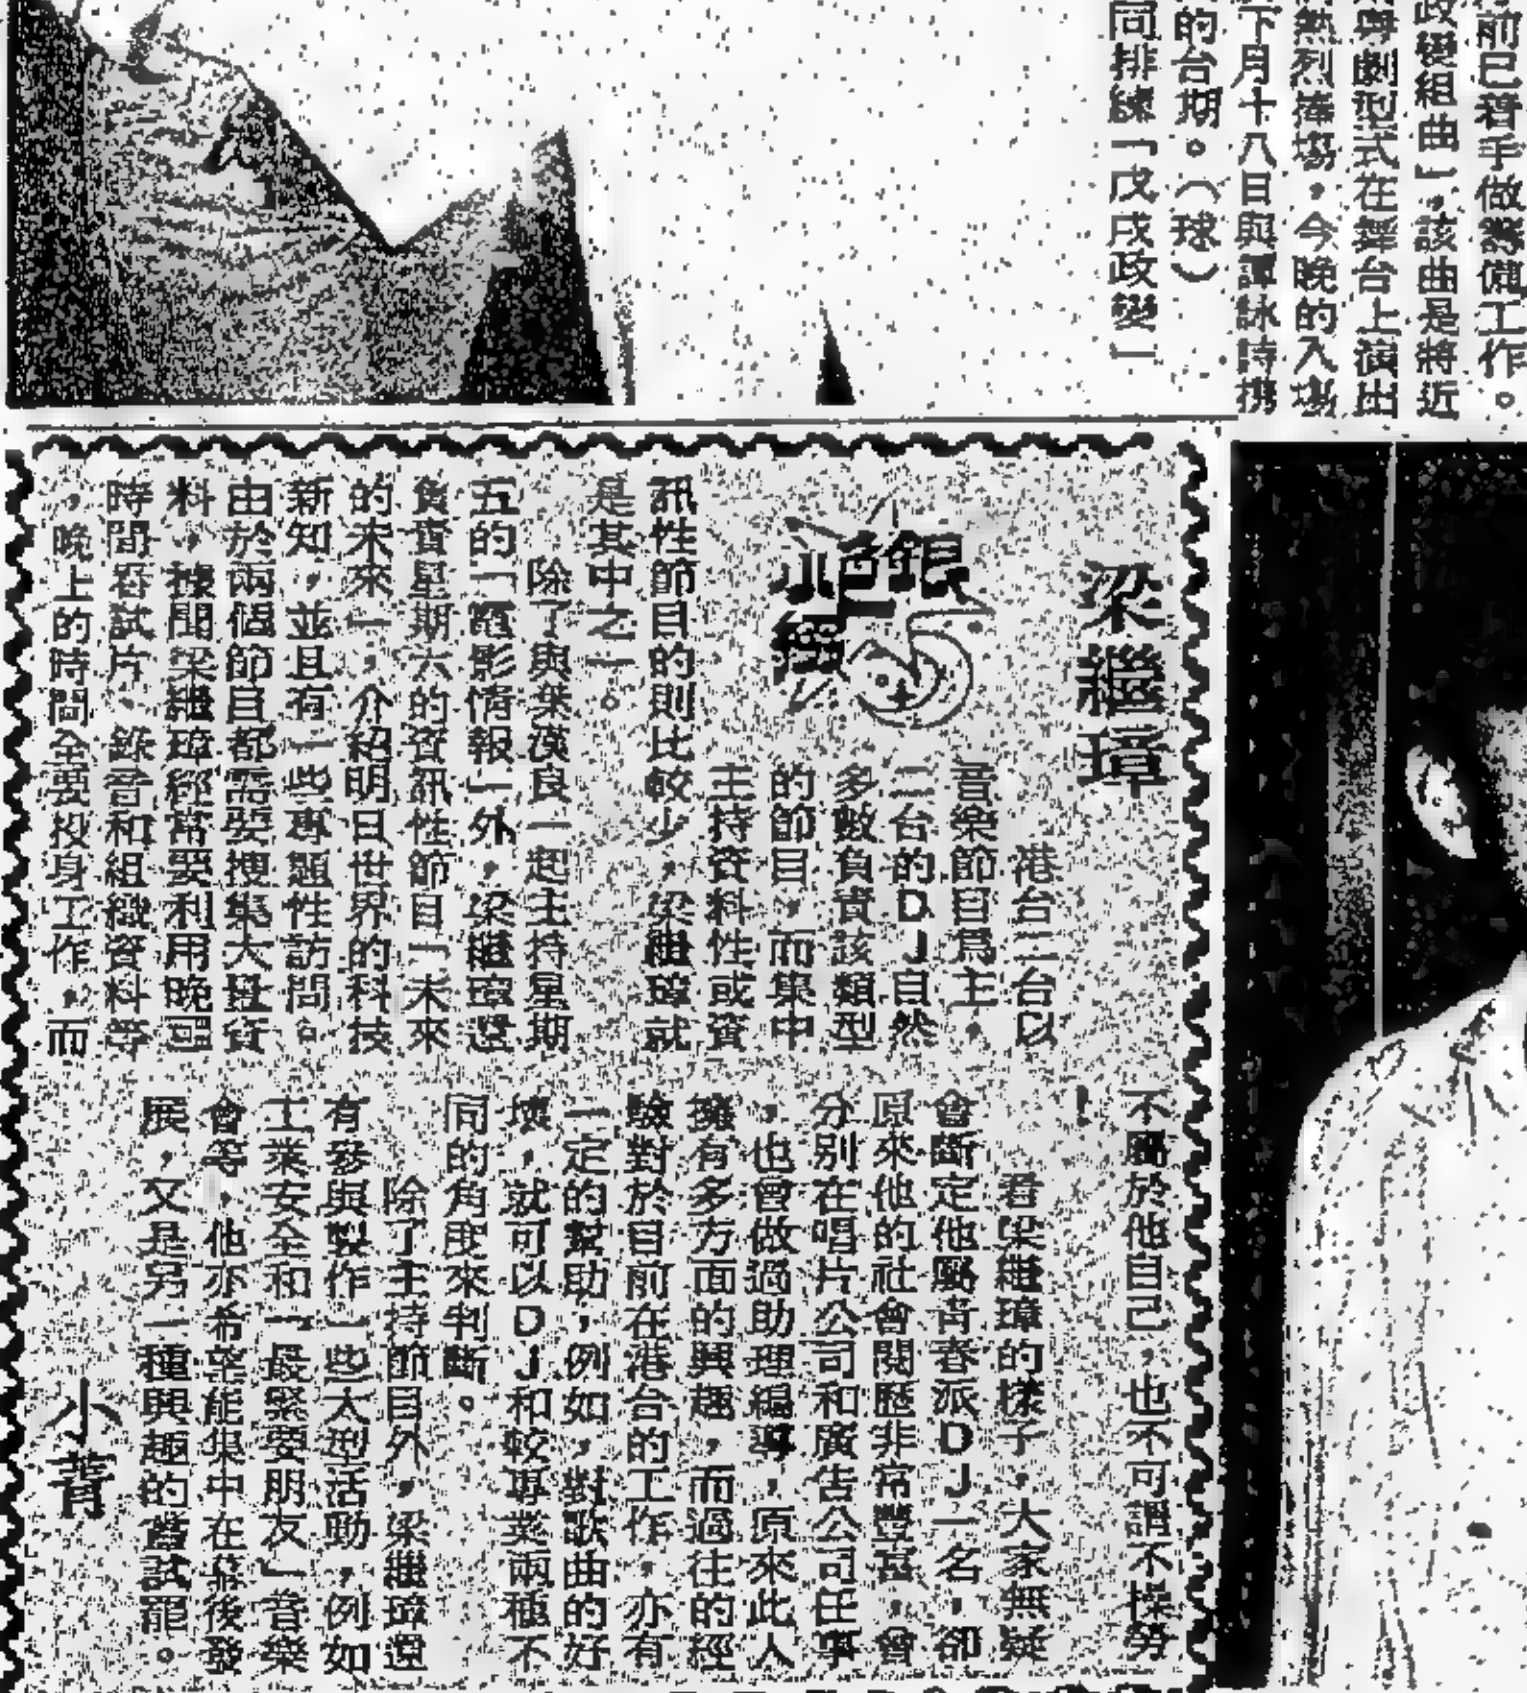 前已着手做籌備工作。
政變組曲」，該曲是將近
粵劇型式在舞台上演出
熱烈捧場，今晚的入場
下月十八日與譚詠詩携
的台期。（球）
同排練「戊戌政變」
梁繼璋
銀色小
港台二台以
音樂節目爲主，
二台的DJ自然
多數負責該類型
的節目，而集中
主持資料性或資
訊性節目的則比較少，梁繼璋就
是其中之一。
除了與葉漢良一起主持星期
五的「電影情報」外，梁繼璋還
負責星期六的資訊性節目「未來
的未來」，介紹明日世界的科技
新知，並且有一些專題性訪問。
由於兩個節目都需要搜集大量資
料，據聞梁繼璋經常要利用晚間
時間看試片、錄音和組織資料等
，晚上的時間全要投身工作，而
不屬於他自己，也不可謂不操勞
！
看梁繼璋的樣子，大家無疑
會斷定他屬青春派DJ一名，卻
原來他的社會閱歷非常豐富，曾
分別在唱片公司和廣告公司任事
，也曾做過助理編導，原來此人
擁有多方面的興趣，而過往的經
驗對於目前在港台的工作，亦有
一定的幫助，例如，對歌曲的好
壞，就可以DJ和較專業兩種不
同的角度來判斷。
除了主持節目外，梁繼璋還
有參與製作一些大型活動，例如
工業安全和「最緊要朋友」音樂
會等，他亦希望能集中在幕後發
展，又是另一種興趣的嘗試罷。
小菁